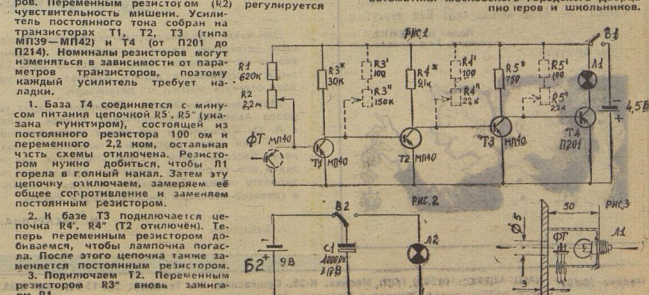 ров. Переменным резистором (R2)
чувствительность мишени. Усили-
тель постоянного тока собран на
транзисторах Т1, Т2, Т3 (типа
МП39—МП42) и Т4 (от П201 до
П214). Номиналы резисторов могут
изменяться в зависимости от пара-
метров транзисторов, поэтому
каждый усилитель требует на-
ладки.
1. База Т4 соединяется с мину-
сом питания цепочкой R5', R5" (ука-
зана пунктиром), состоящей из
постоянного резистора 100 ом и
переменного 2,2 ком, остальная
часть схемы отключена. Резисто-
ром нужно добиться, чтобы Л1
горела в полный накал. Затем эту
цепочку отключаем, замеряем её
общее сопротивление и заменяем
постоянным резистором.
2. К базе Т3 подключается це-
почка R4', R4" (Т2 отключен). Те-
перь переменным резистором до-
биваемся, чтобы лампочка погас-
ла. После этого цепочка также за-
меняется постоянным резистором.
3. Подключаем Т2. Переменным
резистором R3" вновь зажига-
регулируется
пионеров и школьников.
РИС.1
R1
620к
R2
2,2м
ФТ
МП40
R3*
30к
R3'
100
R3"
150к
Т1 МП40
R4*
9,1к
R4'
100
R4"
22к
Т2 МП40
R5*
750
R5'
100
R5"
2,2к
Т3 МП40
Т4
П201
В1
Л1
4,5В
РИС.2
В2
Б2
9В
С1
Л2
РИС.3
50
ФТ
Л1